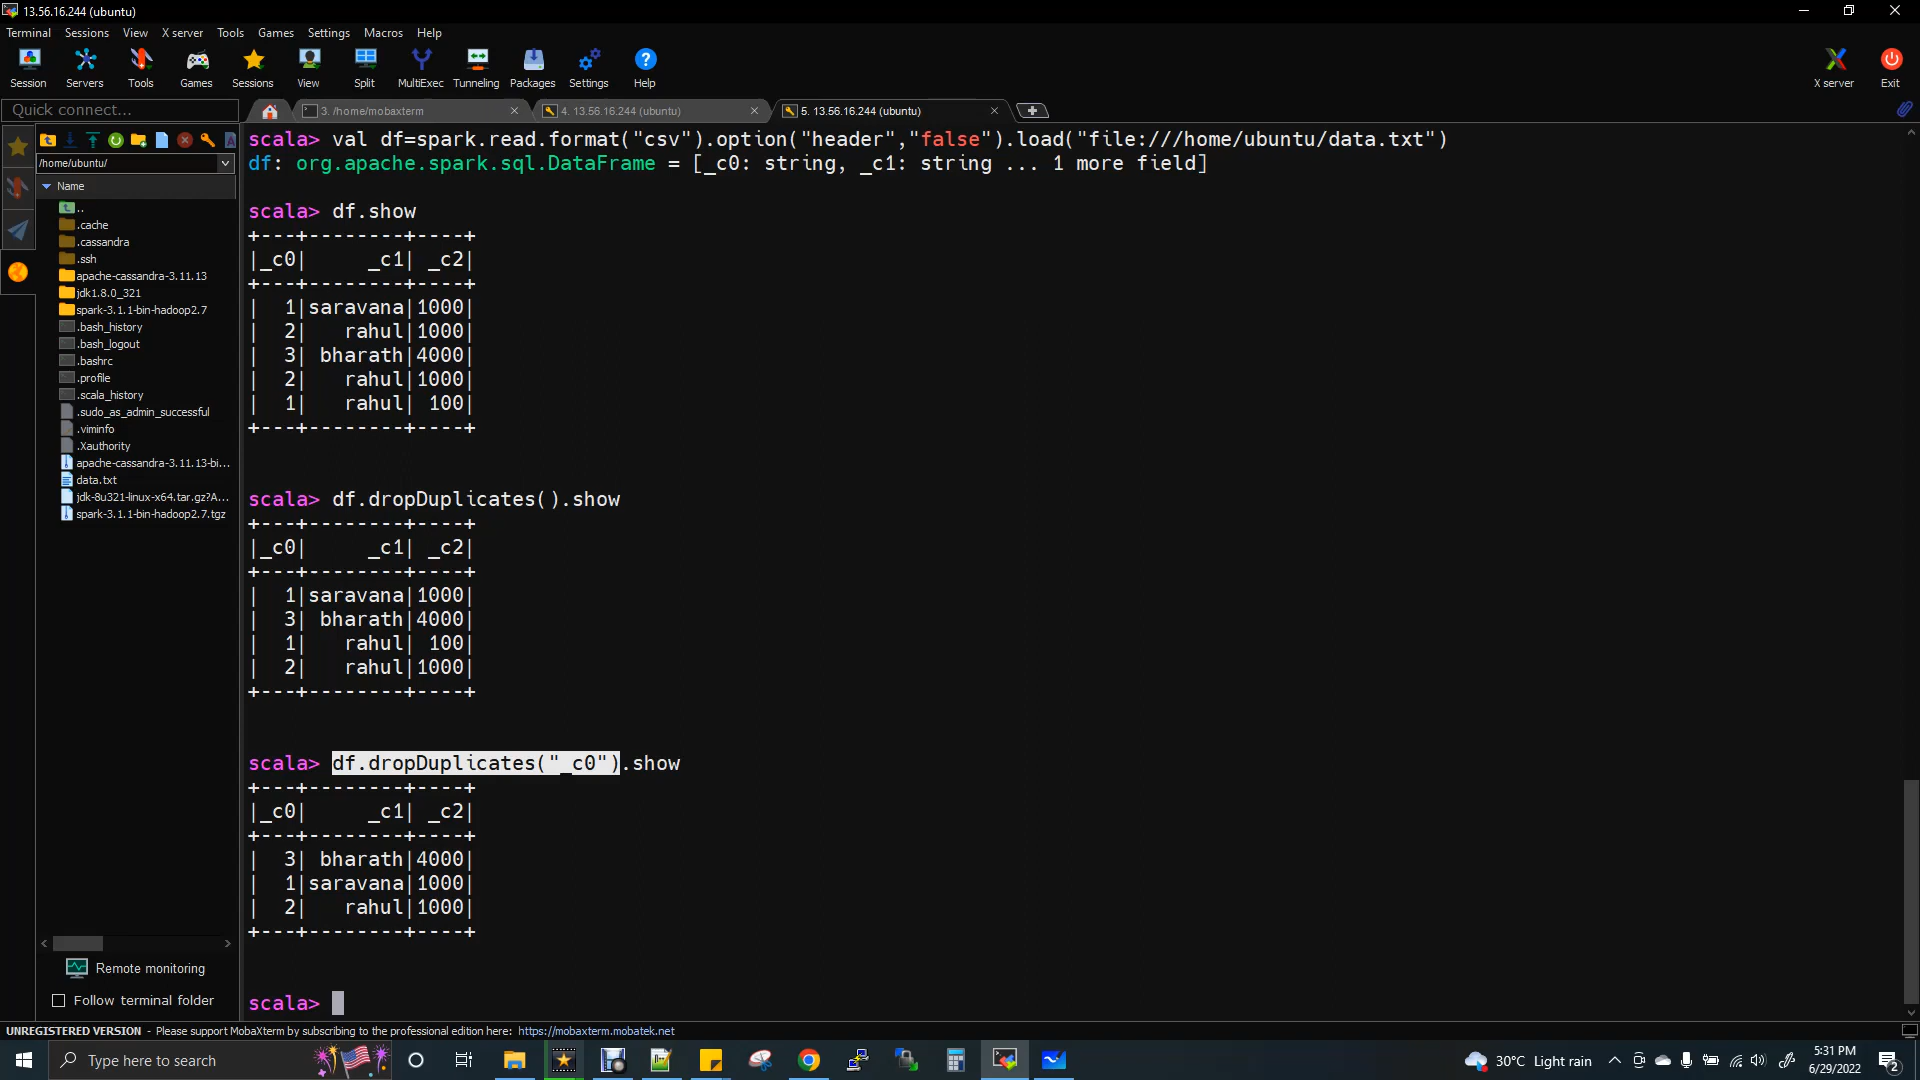 13.56.16.244 (ubuntu)
Terminal Sessions View X server Tools Games Settings Macros Help
Session Servers Tools Games Sessions View Split MultiExec Tunneling Packages Settings Help X server Exit
Quick connect...
3. /home/mobaxterm
4. 13.56.16.244 (ubuntu)
5. 13.56.16.244 (ubuntu)
/home/ubuntu/
Name
..
.cache
.cassandra
.ssh
apache-cassandra-3.11.13
jdk1.8.0_321
spark-3.1.1-bin-hadoop2.7
.bash_history
.bash_logout
.bashrc
.profile
.scala_history
.sudo_as_admin_successful
.viminfo
.Xauthority
apache-cassandra-3.11.13-bi...
data.txt
jdk-8u321-linux-x64.tar.gz?A...
spark-3.1.1-bin-hadoop2.7.tgz
Remote monitoring
Follow terminal folder
scala> val df=spark.read.format("csv").option("header","false").load("file:///home/ubuntu/data.txt")
df: org.apache.spark.sql.DataFrame = [_c0: string, _c1: string ... 1 more field]
scala> df.show
+---+--------+----+
|_c0|     _c1| _c2|
+---+--------+----+
|  1|saravana|1000|
|  2|   rahul|1000|
|  3| bharath|4000|
|  2|   rahul|1000|
|  1|   rahul| 100|
+---+--------+----+
scala> df.dropDuplicates().show
+---+--------+----+
|_c0|     _c1| _c2|
+---+--------+----+
|  1|saravana|1000|
|  3| bharath|4000|
|  1|   rahul| 100|
|  2|   rahul|1000|
+---+--------+----+
scala> df.dropDuplicates("_c0").show
+---+--------+----+
|_c0|     _c1| _c2|
+---+--------+----+
|  3| bharath|4000|
|  1|saravana|1000|
|  2|   rahul|1000|
+---+--------+----+
scala>
UNREGISTERED VERSION - Please support MobaXterm by subscribing to the professional edition here: https://mobaxterm.mobatek.net
Type here to search
30°C Light rain
5:31 PM
6/29/2022
2